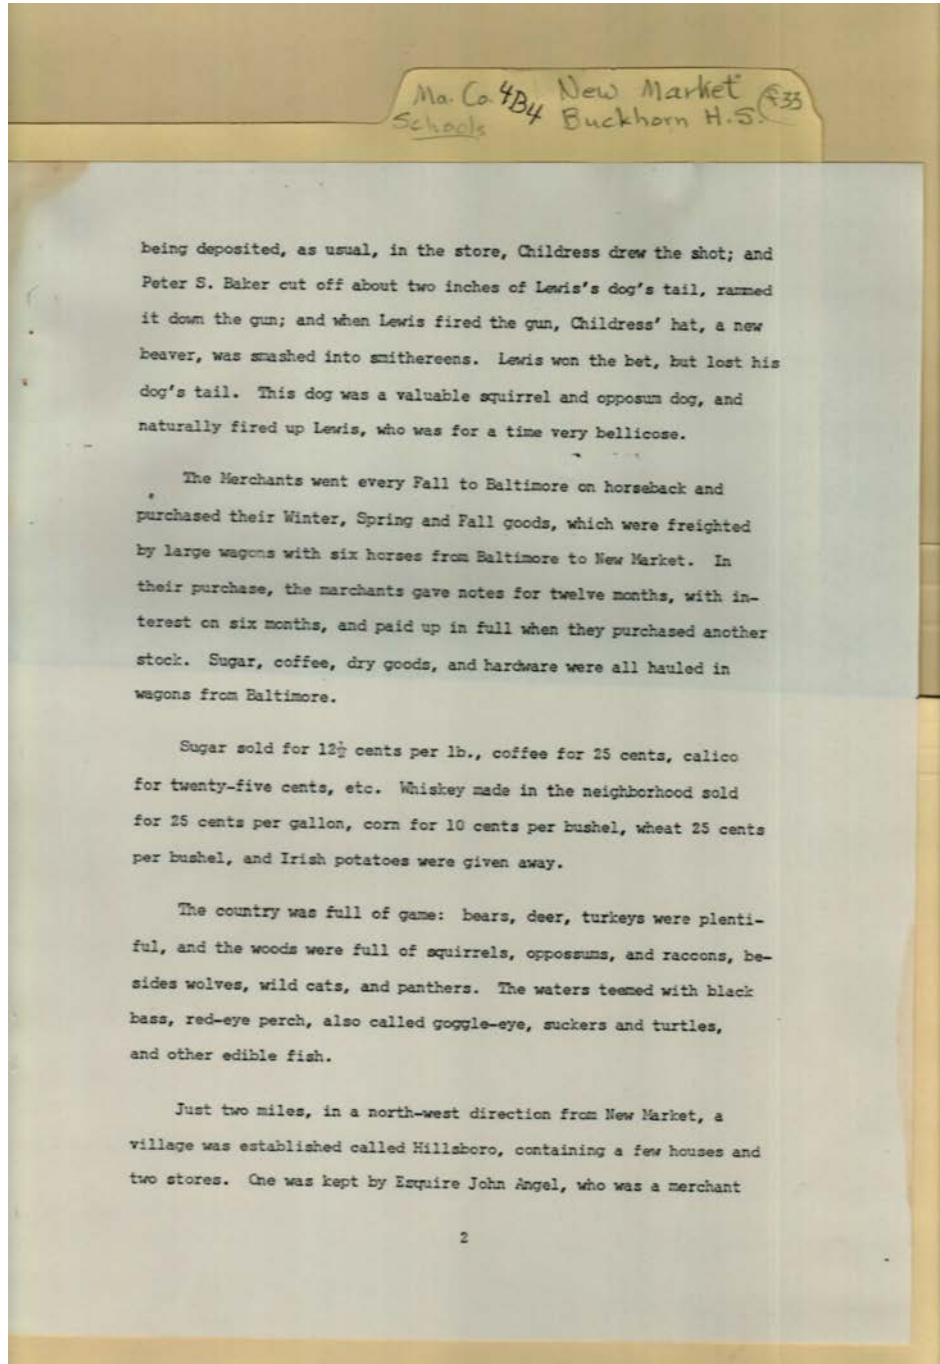 Ma. Co. 4B4 New Market
Schools Buckhorn H.S.
being deposited, as usual, in the store, Childress drew the shot; and
Peter S. Baker cut off about two inches of Lewis's dog's tail, rammed
it down the gun; and when Lewis fired the gun, Childress' hat, a new
beaver, was smashed into smithereens. Lewis won the bet, but lost his
dog's tail. This dog was a valuable squirrel and opposum dog, and
naturally fired up Lewis, who was for a time very bellicose.
The Merchants went every Fall to Baltimore on horseback and
purchased their Winter, Spring and Fall goods, which were freighted
by large wagons with six horses from Baltimore to New Market. In
their purchase, the marchants gave notes for twelve months, with in-
terest on six months, and paid up in full when they purchased another
stock. Sugar, coffee, dry goods, and hardware were all hauled in
wagons from Baltimore.
Sugar sold for 12½ cents per lb., coffee for 25 cents, calico
for twenty-five cents, etc. Whiskey made in the neighborhood sold
for 25 cents per gallon, corn for 10 cents per bushel, wheat 25 cents
per bushel, and Irish potatoes were given away.
The country was full of game: bears, deer, turkeys were plenti-
ful, and the woods were full of squirrels, oppossums, and raccons, be-
sides wolves, wild cats, and panthers. The waters teemed with black
bass, red-eye perch, also called goggle-eye, suckers and turtles,
and other edible fish.
Just two miles, in a north-west direction from New Market, a
village was established called Hillsboro, containing a few houses and
two stores. One was kept by Esquire John Angel, who was a merchant
2